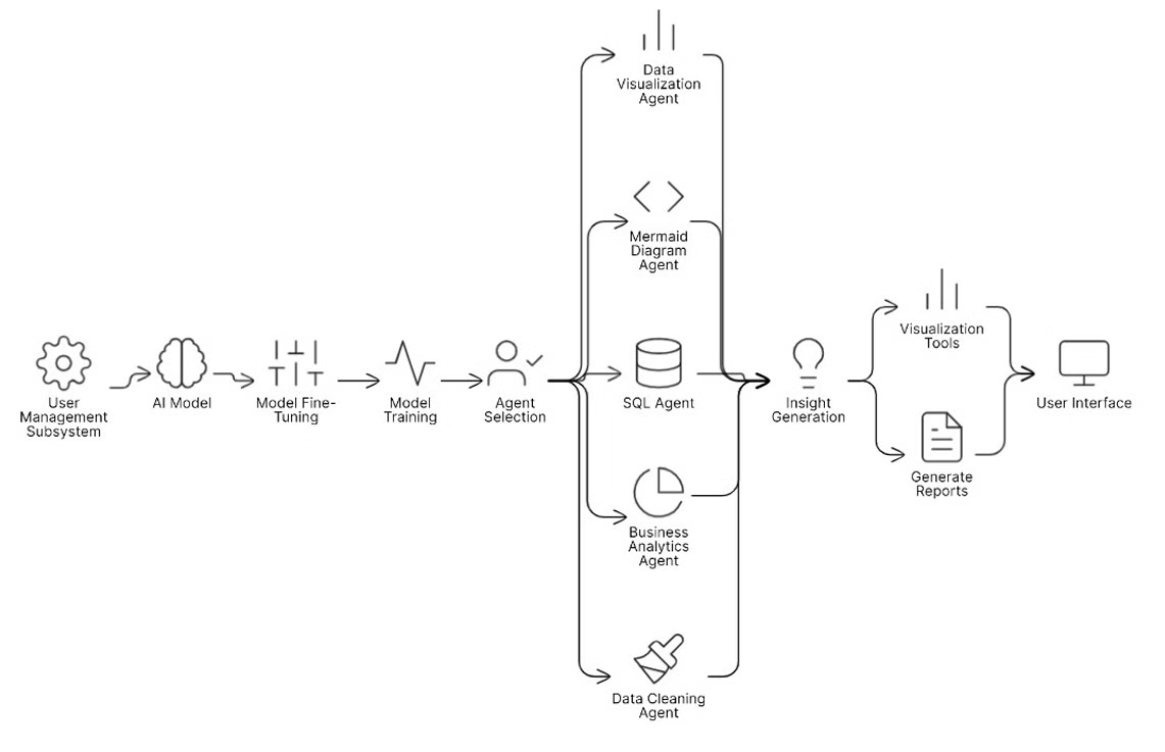 Data
Visualization
Agent
Mermaid
Diagram
Agent
User
Management
Subsystem
AI Model
Model Fine-
Tuning
Model
Training
Agent
Selection
SQL Agent
Business
Analytics
Agent
Data Cleaning
Agent
Insight
Generation
Visualization
Tools
Generate
Reports
User Interface